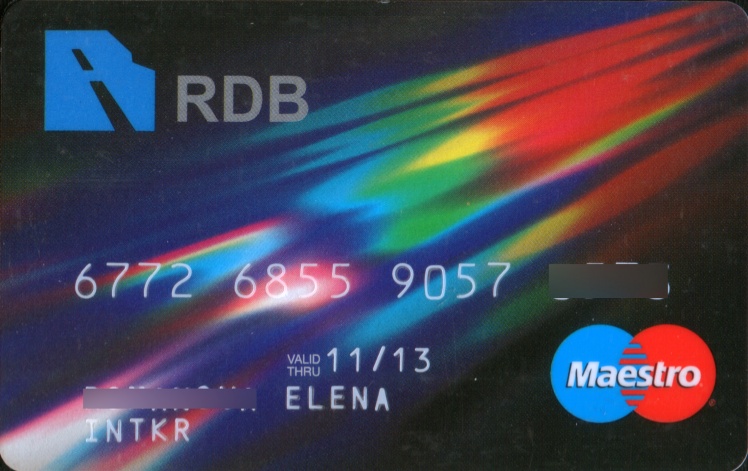 RDB
6772 6855 9057
VALID THRU 11/13
ELENA
INTKR
Maestro